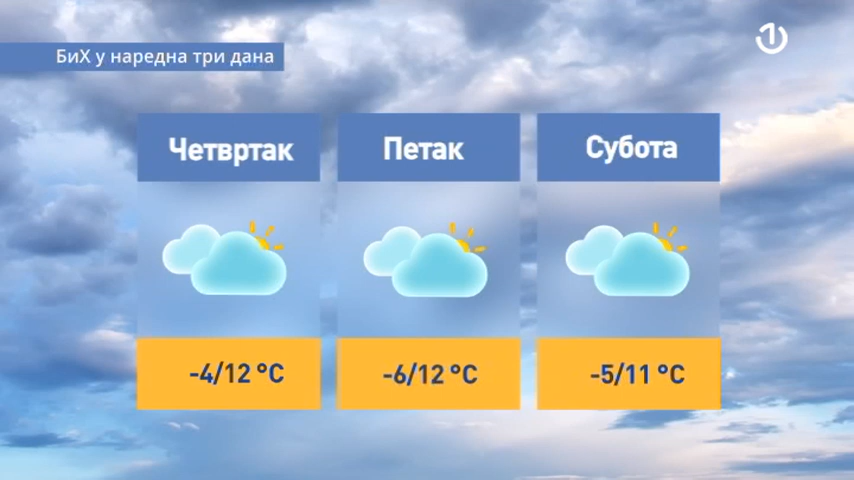 БиХ у наредна три дана
Четвртак
Петак
Субота
-4/12 °C
-6/12 °C
-5/11 °C